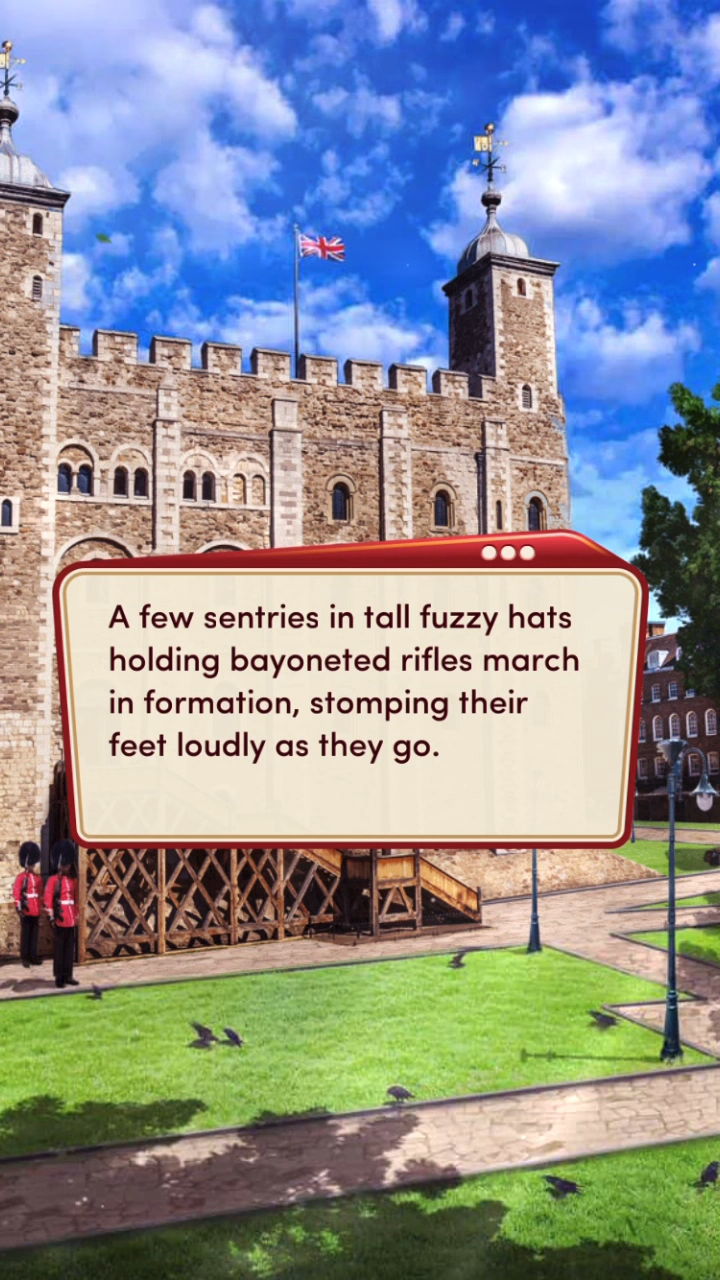 A few sentries in tall fuzzy hats
holding bayoneted rifles march
in formation, stomping their
feet loudly as they go.